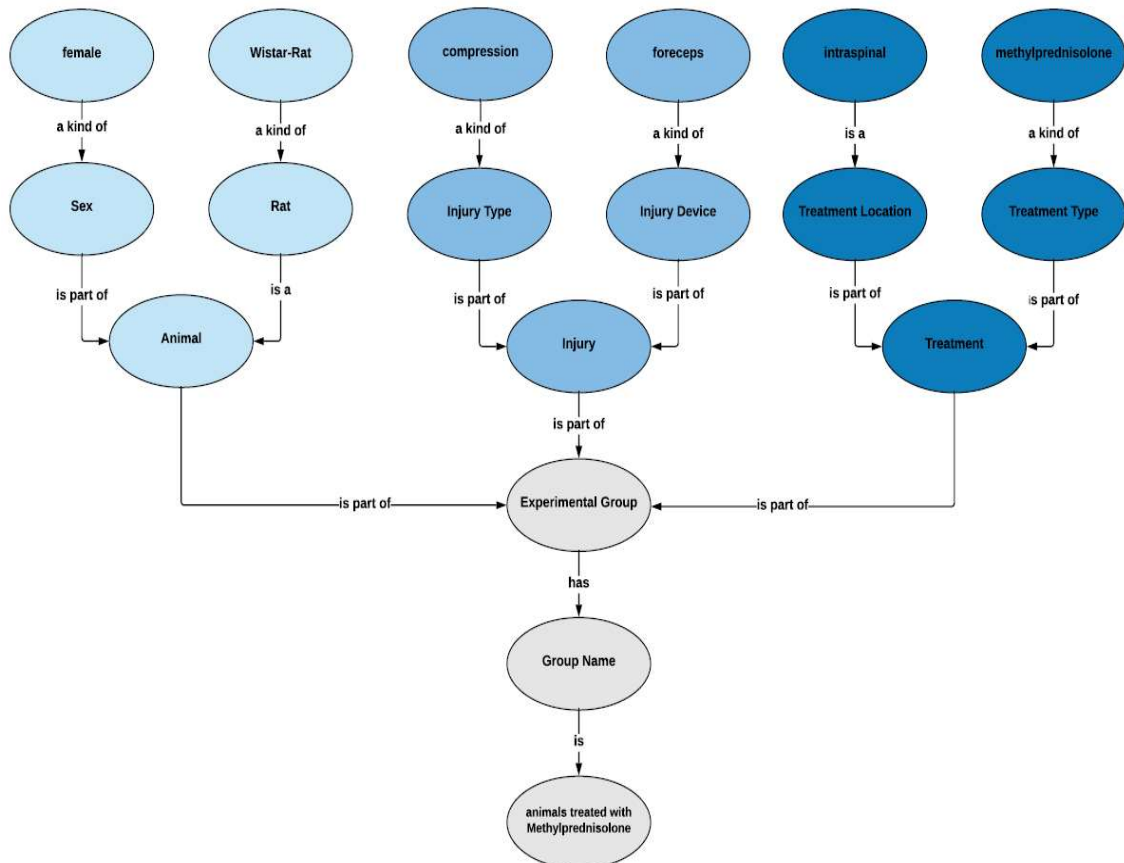 female
Wistar-Rat
compression
foreceps
intraspinal
methylprednisolone
a kind of
a kind of
a kind of
a kind of
is a
a kind of
Sex
Rat
Injury Type
Injury Device
Treatment Location
Treatment Type
is part of
is a
is part of
is part of
is part of
is part of
Animal
Injury
Treatment
is part of
Experimental Group
is part of
is part of
has
Group Name
is
animals treated with
Methylprednisolone